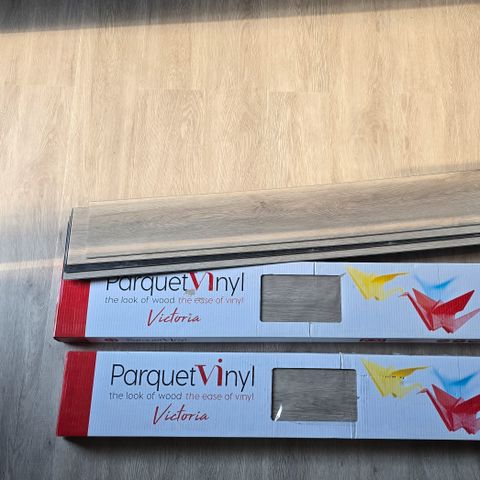 ParquetVinyl
the look of wood the ease of vinyl
Victoria
ParquetVinyl
the look of wood the ease of vinyl
Victoria